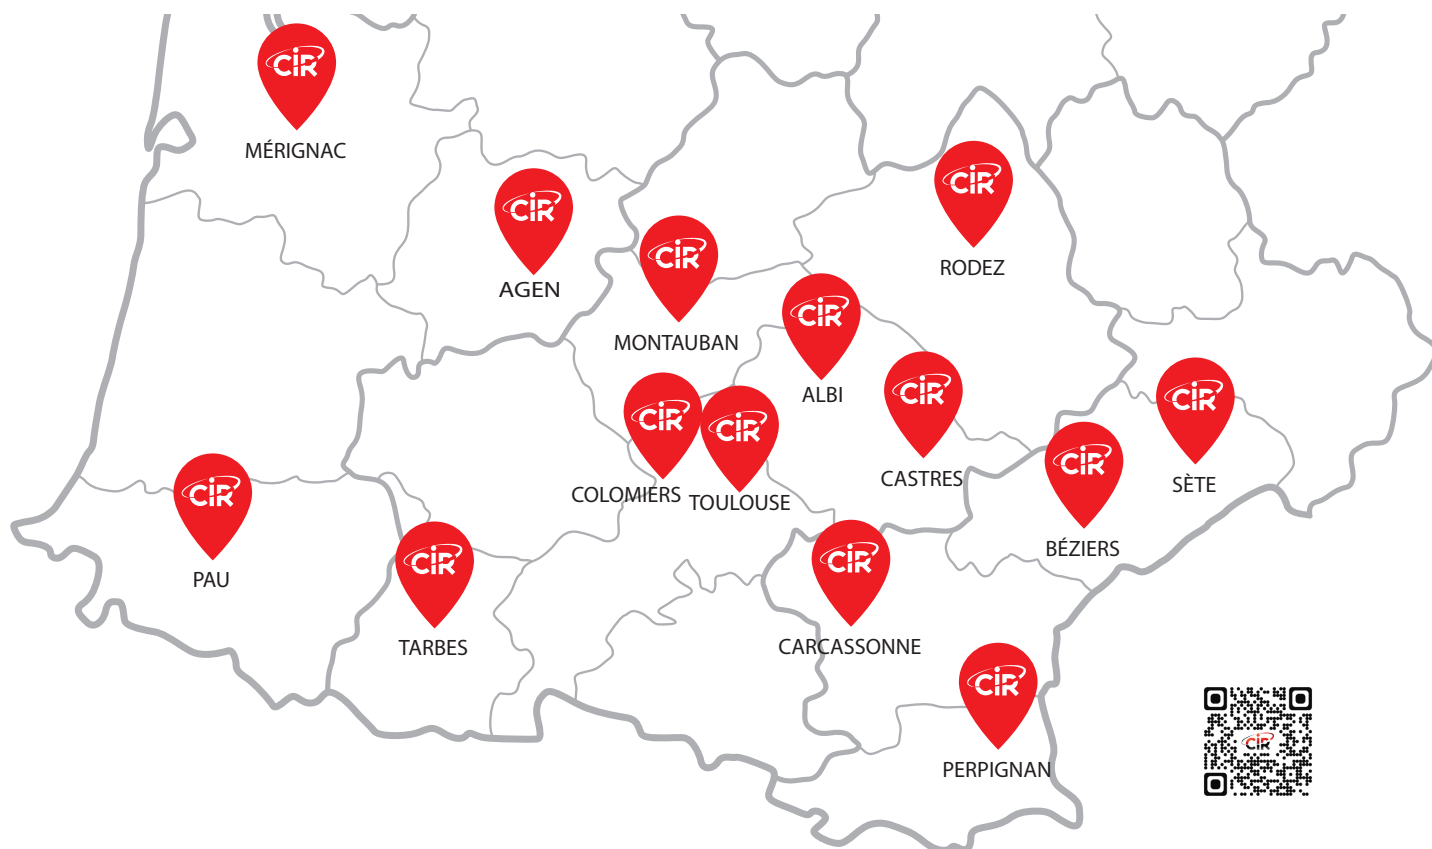 CiR
MÉRIGNAC
CiR
AGEN
CiR
RODEZ
CiR
MONTAUBAN
CiR
ALBI
CiR
CASTRES
CiR
SÈTE
CiR
COLOMIERS
CiR
TOULOUSE
CiR
BÉZIERS
CiR
PAU
CiR
TARBES
CiR
CARCASSONNE
CiR
PERPIGNAN
CiR